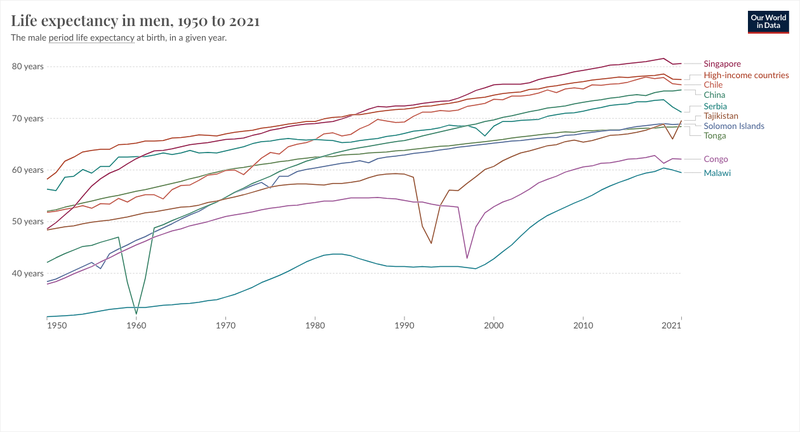 Life expectancy in men, 1950 to 2021
The male period life expectancy at birth, in a given year.
Our World
in Data
80 years
70 years
60 years
50 years
40 years
1950
1960
1970
1980
1990
2000
2010
2021
Singapore
High-income countries
Chile
China
Serbia
Tajikistan
Solomon Islands
Tonga
Congo
Malawi